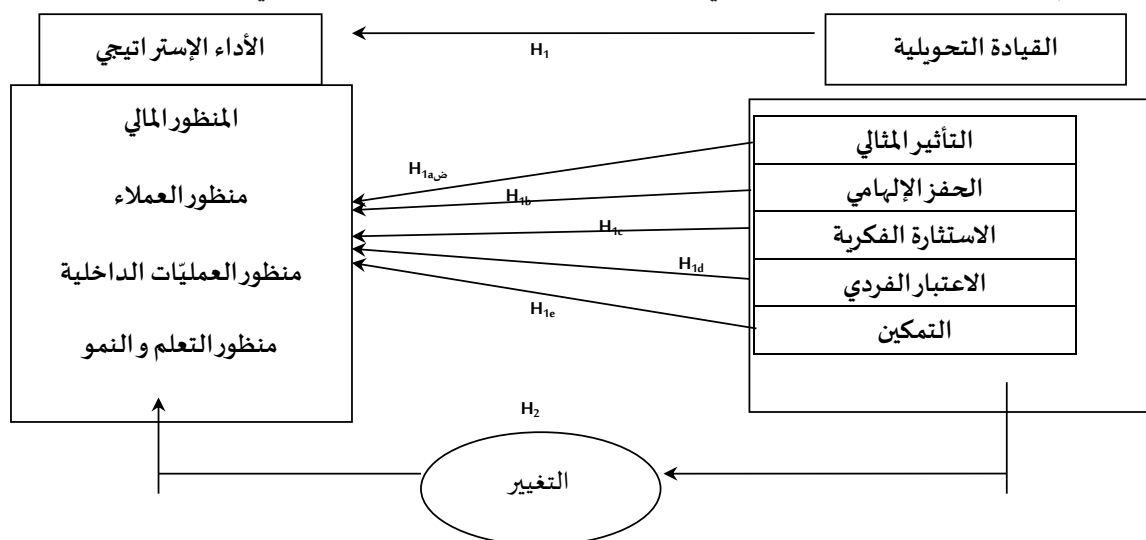 القيادة التحويلية
H1
الأداء الإستراتيجي
التأثير المثالي
الحفز الإلهامي
الاستثارة الفكرية
الاعتبار الفردي
التمكين
H1aض
H1b
H1c
H1d
H1e
المنظور المالي
منظور العملاء
منظور العمليّات الداخلية
منظور التعلم و النمو
H2
التغيير